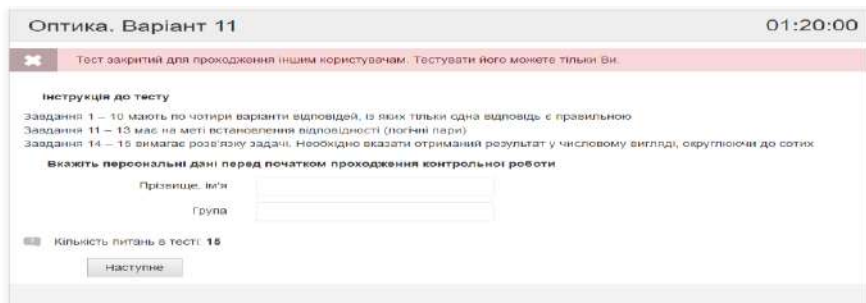 Оптика. Варіант 11
01:20:00
Тест закритий для проходження іншим користувачам. Тестувати його можете тільки Ви.
Інструкція до тесту
Завдання 1 – 10 мають по чотири варіанти відповідей, із яких тільки одна відповідь є правильною
Завдання 11 – 13 має на меті встановлення відповідності (логічні пари)
Завдання 14 – 15 вимагає розв'язку задачі. Необхідно вказати отриманий результат у числовому вигляді, округлюючи до сотих
Вкажіть персональні дані перед початком проходження контрольної роботи
Прізвище, ім'я
Група
Кількість питань в тесті: 15
Наступне